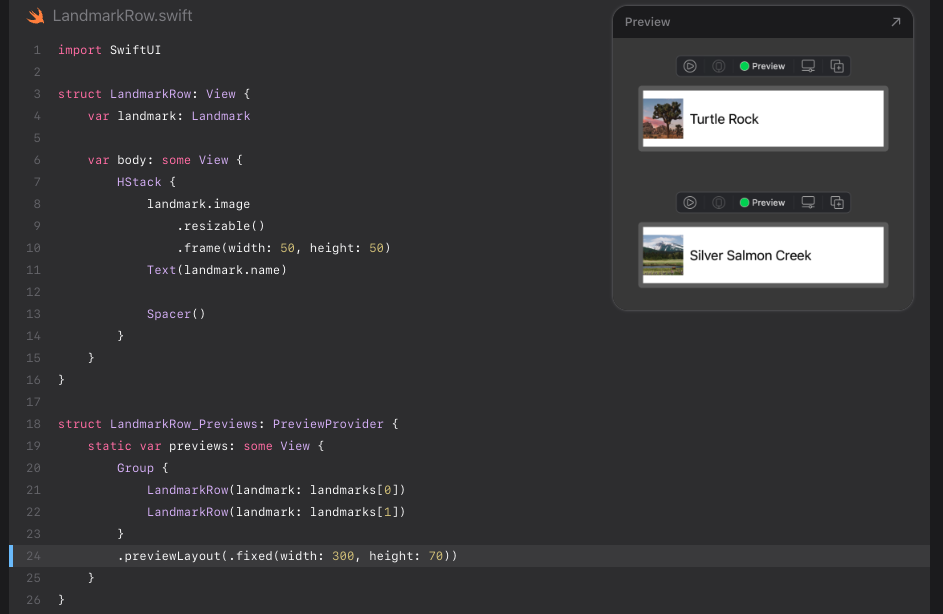 LandmarkRow.swift
1 import SwiftUI
2
3 struct LandmarkRow: View {
4     var landmark: Landmark
5
6     var body: some View {
7         HStack {
8             landmark.image
9                 .resizable()
10                 .frame(width: 50, height: 50)
11             Text(landmark.name)
12
13             Spacer()
14         }
15     }
16 }
17
18 struct LandmarkRow_Previews: PreviewProvider {
19     static var previews: some View {
20         Group {
21             LandmarkRow(landmark: landmarks[0])
22             LandmarkRow(landmark: landmarks[1])
23         }
24         .previewLayout(.fixed(width: 300, height: 70))
25     }
26 }
Preview
Preview
Turtle Rock
Preview
Silver Salmon Creek